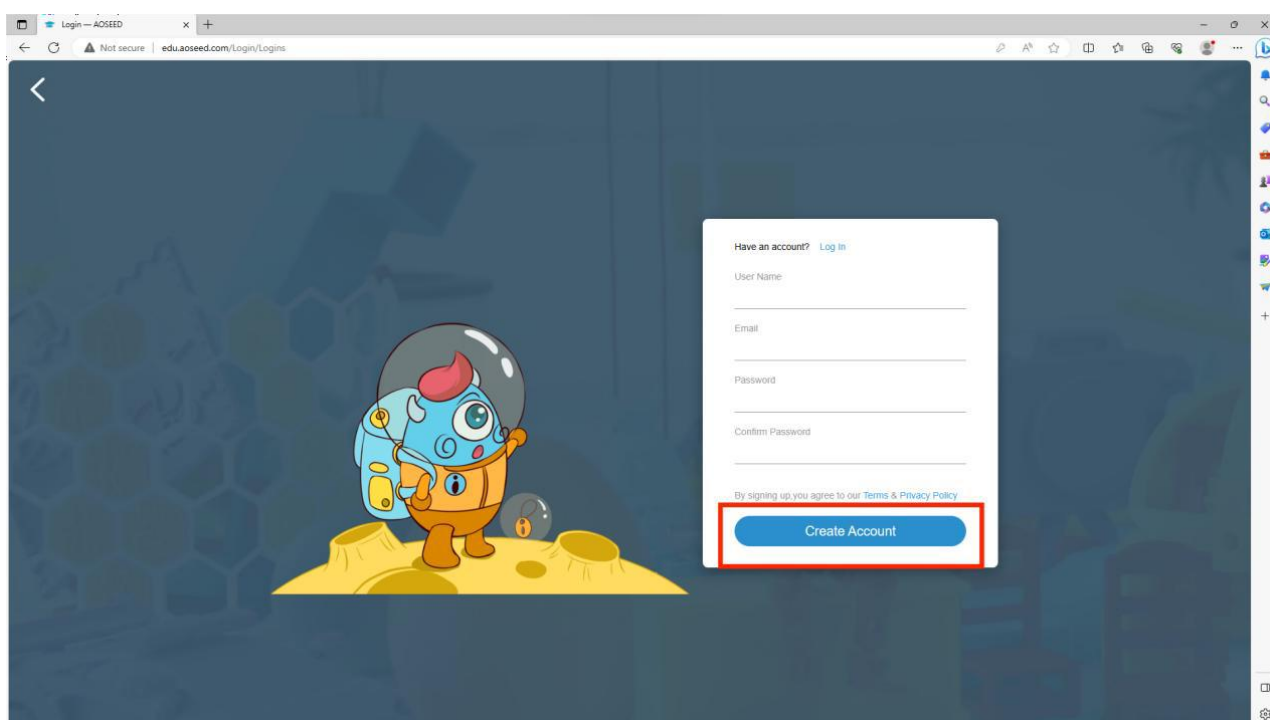 Login — AOSEED
Not secure | edu.aoseed.com/Login/Logins
Have an account? Log In
User Name
Email
Password
Confirm Password
By signing up,you agree to our Terms & Privacy Policy
Create Account